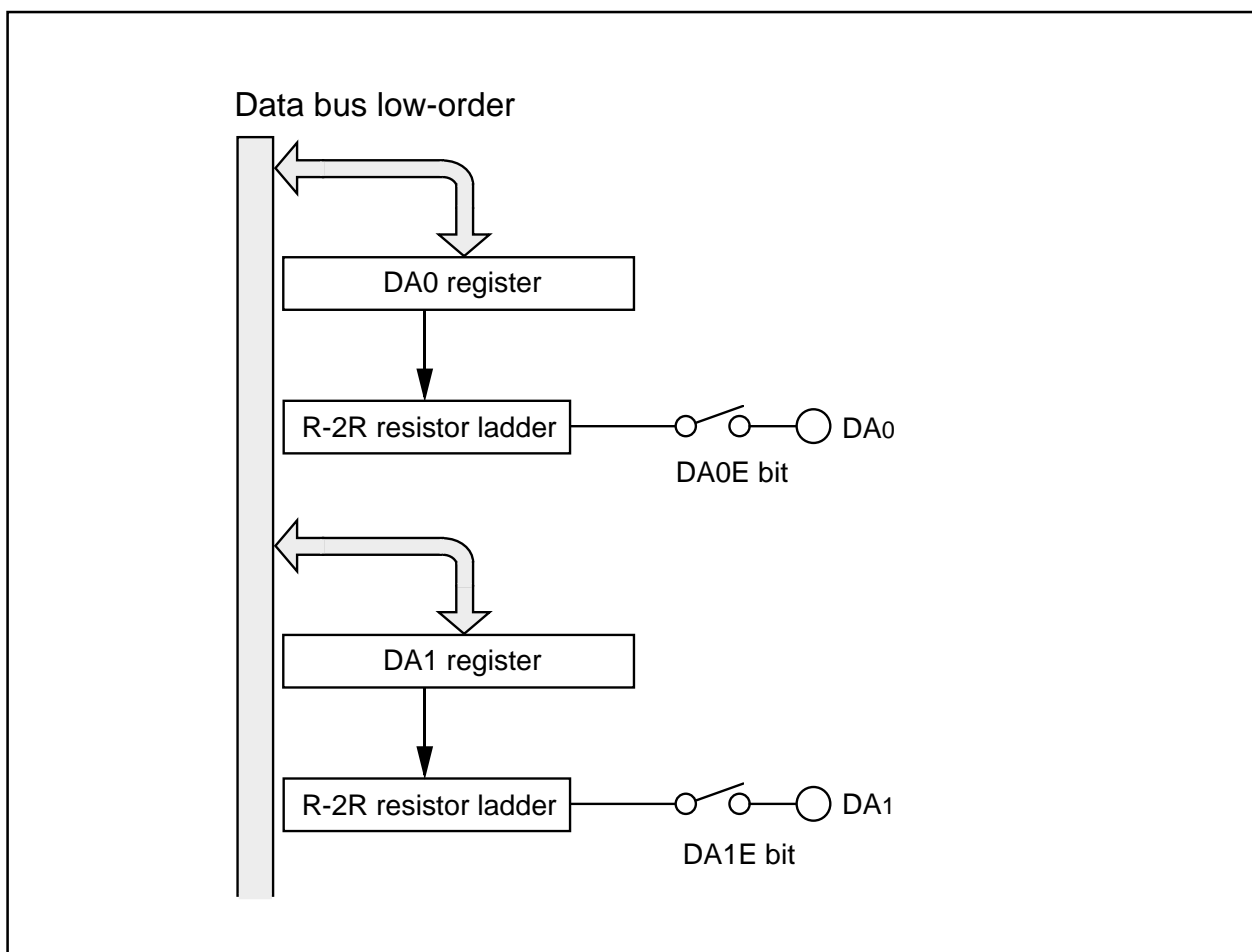 Data bus low-order
DA0 register
R-2R resistor ladder
DA0
DA0E bit
DA1 register
R-2R resistor ladder
DA1
DA1E bit